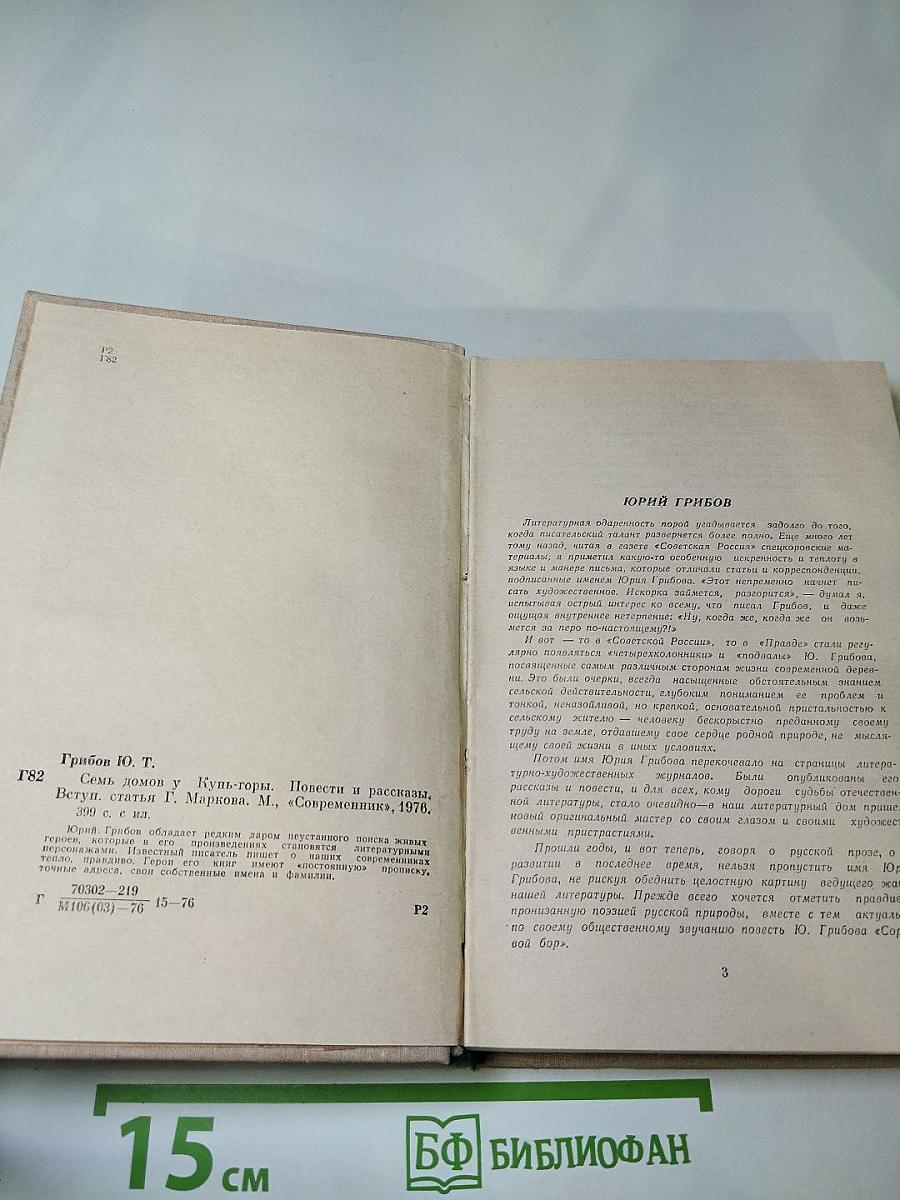 Р2
Г82
Грибов Ю. Т.
Г82
Семь домов у Кунь-горы. Повести и рассказы.
Вступ. статья Г. Маркова. М., «Современник», 1976.
399 с. с ил.
Юрий Грибов обладает редким даром неустанного поиска живых
героев, которые в его произведениях становятся литературными
персонажами. Известный писатель пишет о наших современниках
тепло, правдиво. Герои его книг имеют «постоянную» прописку,
точные адреса, свои собственные имена и фамилии.
Г 70302—219
М106(03)—76 15—76
Р2
ЮРИЙ ГРИБОВ
Литературная одаренность порой угадывается задолго до того,
когда писательский талант развернется более полно. Еще много лет
тому назад, читая в газете «Советская Россия» спецкоровские ма-
териалы, я приметил какую-то особенную искренность и теплоту в
языке и манере письма, которые отличали статьи и корреспонденции,
подписанные именем Юрия Грибова. «Этот непременно начнет пи-
сать художественное. Искорка займется, разгорится», — думал я,
испытывая острый интерес ко всему, что писал Грибов, и даже
ощущая внутреннее нетерпение: «Ну, когда же, когда же он возь-
мется за перо по-настоящему?!»
И вот — то в «Советской России», то в «Правде» стали регу-
лярно появляться «четырехколонники» и «подвалы» Ю. Грибова,
посвященные самым различным сторонам жизни современной дерев-
ни. Это были очерки, всегда насыщенные обстоятельным знанием
сельской действительности, глубоким пониманием ее проблем и
тонкой, неназойливой, но крепкой, основательной пристальностью к
сельскому жителю — человеку бескорыстно преданному своему
труду на земле, отдавшему свое сердце родной природе, не мысля-
щему своей жизни в иных условиях.
Потом имя Юрия Грибова перекочевало на страницы литера-
турно-художественных журналов. Были опубликованы его
рассказы и повести, и для всех, кому дороги судьбы отечествен-
ной литературы, стало очевидно—в наш литературный дом прише
новый оригинальный мастер со своим глазом и своими художест
венными пристрастиями.
Прошли годы, и вот теперь, говоря о русской прозе, о
развитии в последнее время, нельзя пропустить имя Юр
Грибова, не рискуя обеднить целостную картину ведущего жан
нашей литературы. Прежде всего хочется отметить правдив
пронизанную поэзией русской природы, вместе с тем актуаль
по своему общественному звучанию повесть Ю. Грибова «Сор
вой бор».
3
15 см
БФ БИБЛИОФАН